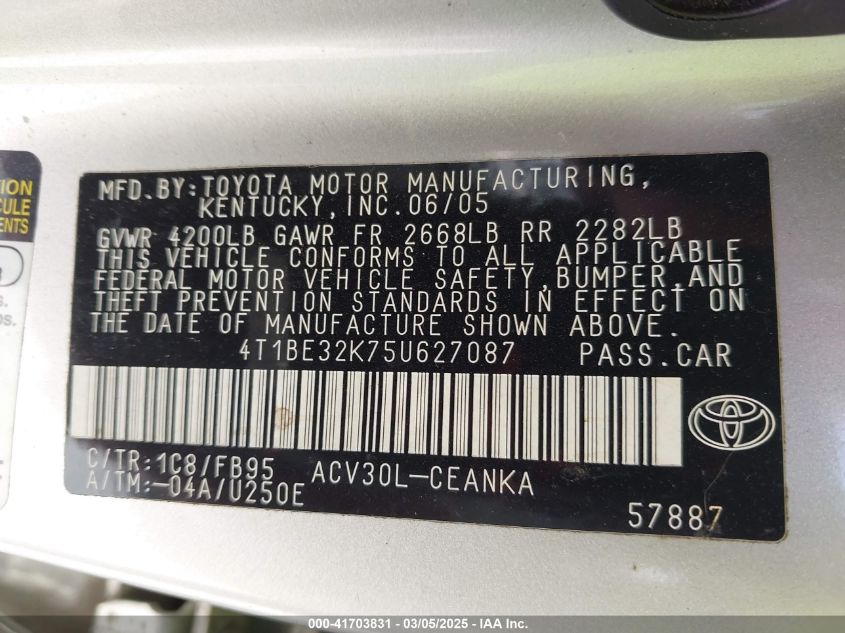 MFD.BY:TOYOTA MOTOR MANUFACTURING,
KENTUCKY,INC.06/05
GVWR 4200LB GAWR FR 2668LB RR 2282LB
THIS VEHICLE CONFORMS TO ALL APPLICABLE
FEDERAL MOTOR VEHICLE SAFETY,BUMPER,AND
THEFT PREVENTION STANDARDS IN EFFECT ON
THE DATE OF MANUFACTURE SHOWN ABOVE.
4T1BE32K75U627087 PASS.CAR
C/TR:1C8/FB95 ACV30L-CEANKA
A/TM:-04A/U250E
57887
000-41703831 / 03/05/2025 - IAA Inc.